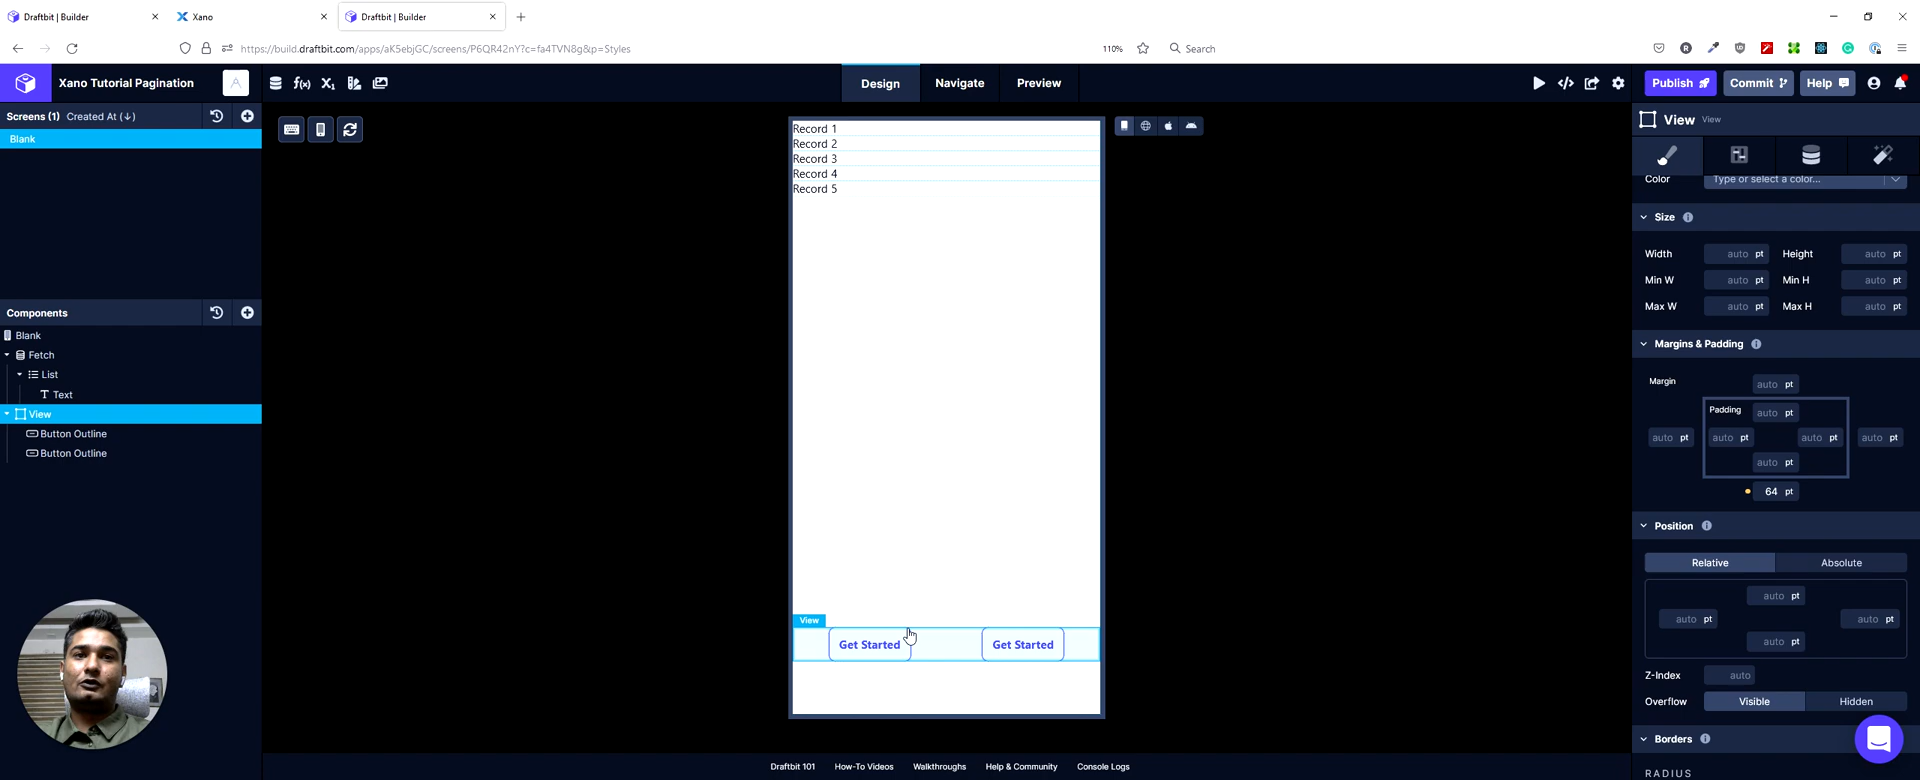 Draftbit | Builder
Xano
Draftbit | Builder
https://build.draftbit.com/apps/aK5ebjGC/screens/P6QR42nY?c=fa4TVN8g&p=Styles
110%
Search
Xano Tutorial Pagination
A
f(x)
X₁
Design
Navigate
Preview
Publish
Commit
Help
Screens (1) Created At (↓)
Blank
Components
Blank
Fetch
List
Text
View
Button Outline
Button Outline
Record 1
Record 2
Record 3
Record 4
Record 5
View
Get Started
Get Started
View View
Color Type or select a color...
Size
Width auto pt Height auto pt
Min W auto pt Min H auto pt
Max W auto pt Max H auto pt
Margins & Padding
Margin auto pt
Padding auto pt
auto pt auto pt auto pt auto pt
auto pt
64 pt
Position
Relative Absolute
auto pt
auto pt auto pt
auto pt
Z-Index auto
Overflow Visible Hidden
Borders
RADIUS
Draftbit 101 How-To Videos Walkthroughs Help & Community Console Logs